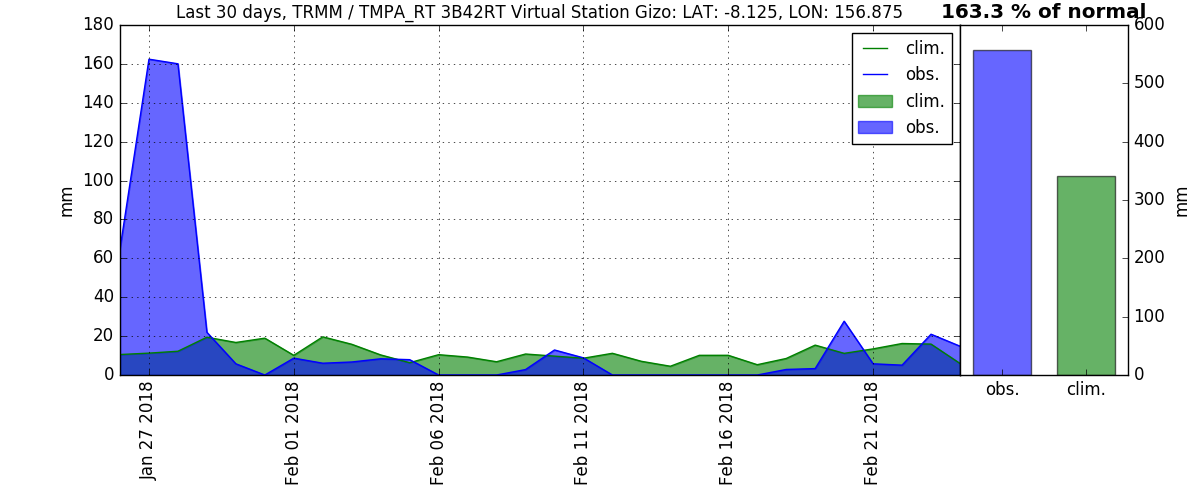 Last 30 days, TRMM / TMPA_RT 3B42RT Virtual Station Gizo: LAT: -8.125, LON: 156.875
163.3 % of normal
180
160
140
120
100
80
60
40
20
0
mm
clim.
obs.
clim.
obs.
Jan 27 2018
Feb 01 2018
Feb 06 2018
Feb 11 2018
Feb 16 2018
Feb 21 2018
600
500
400
300
200
100
0
mm
obs.
clim.